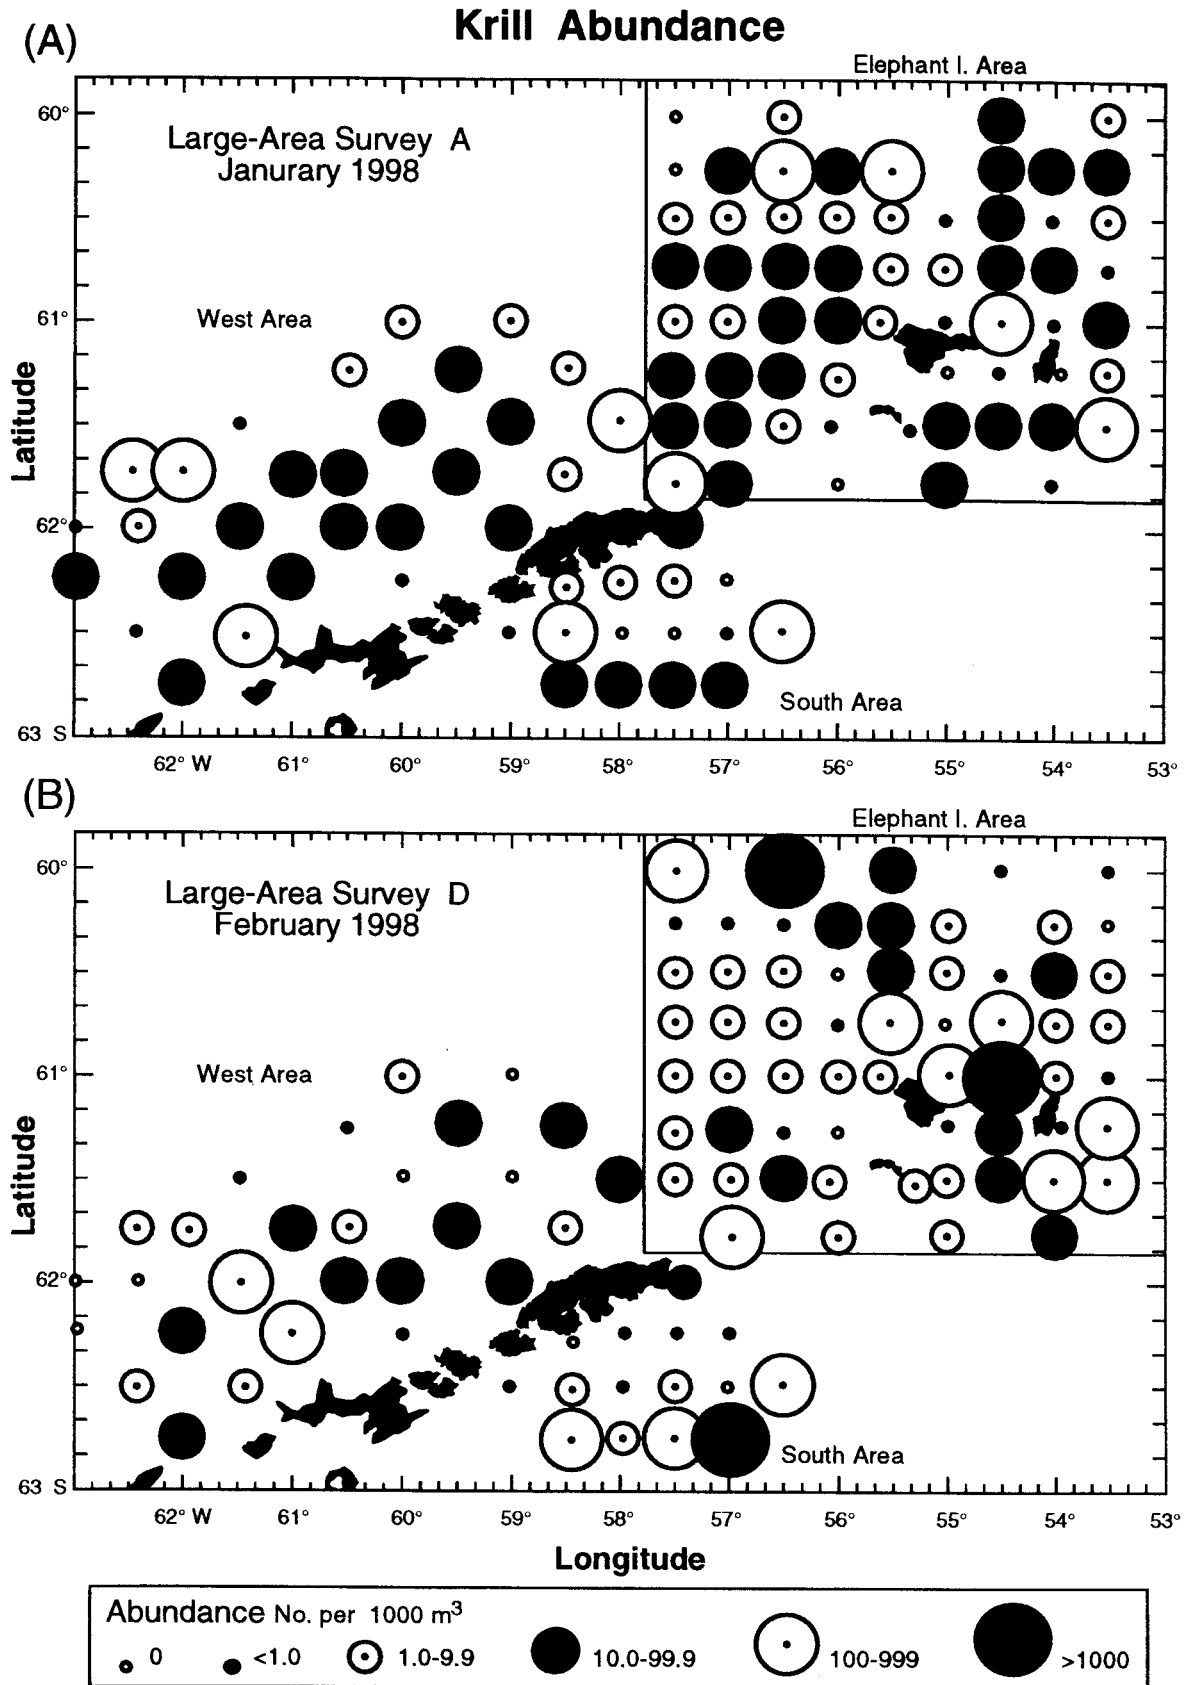 Krill Abundance
(A)
Elephant I. Area
60°
Large-Area Survey A
Janurary 1998
West Area
61°
Latitude
62°
South Area
63 S
62° W 61° 60° 59° 58° 57° 56° 55° 54° 53°
(B)
Elephant I. Area
60°
Large-Area Survey D
February 1998
West Area
61°
Latitude
62°
South Area
63 S
62° W 61° 60° 59° 58° 57° 56° 55° 54° 53°
Longitude
Abundance No. per 1000 m³
0 <1.0 1.0-9.9 10.0-99.9 100-999 >1000